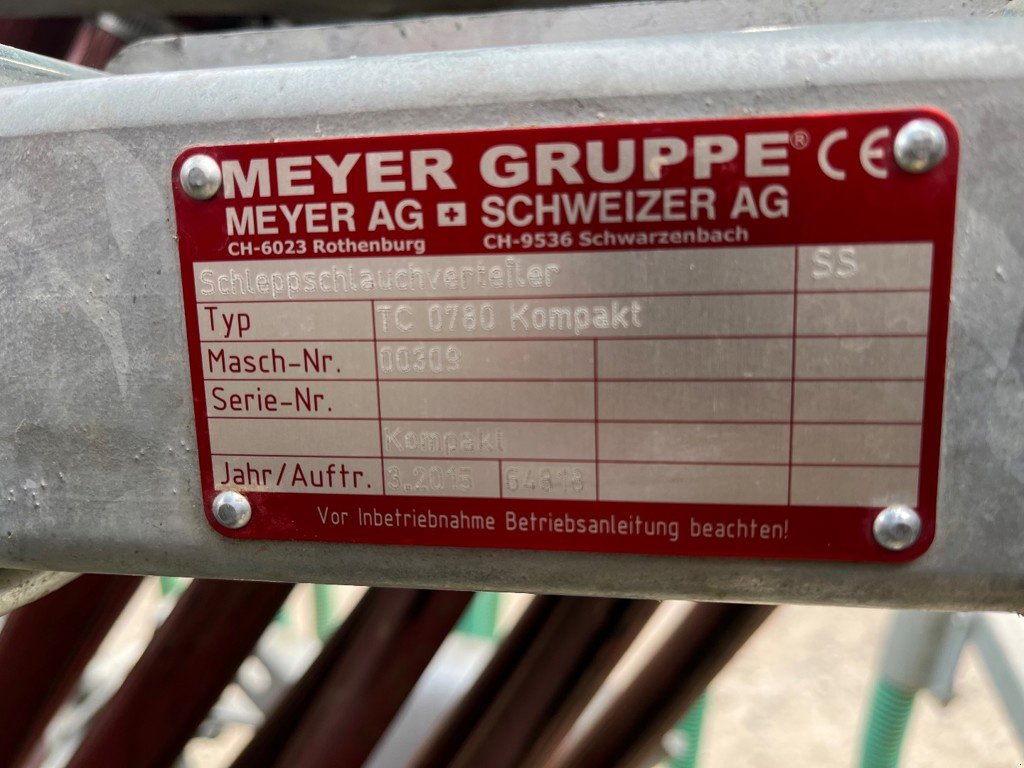 MEYER GRUPPE® CE
MEYER AG SCHWEIZER AG
CH-6023 Rothenburg CH-9536 Schwarzenbach
Schleppschlauchverteiler SS
Typ TC 0780 Kompakt
Masch-Nr. 00309
Serie-Nr.
Kompakt
Jahr/Auftr. 3.2015 64618
Vor Inbetriebnahme Betriebsanleitung beachten!